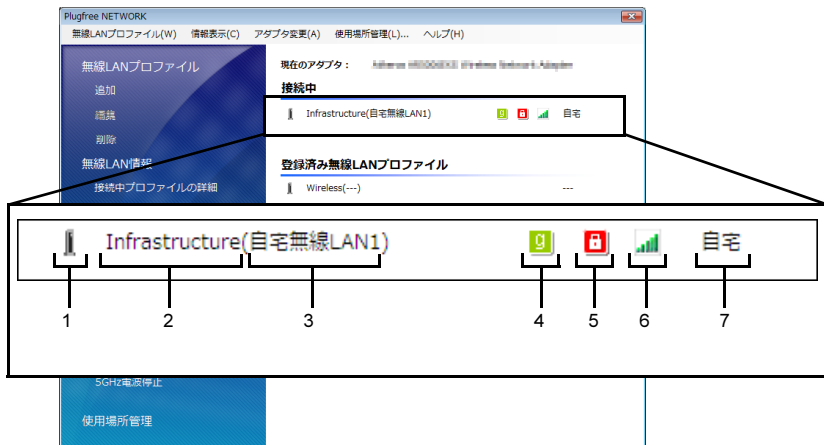 Plugfree NETWORK
無線LANプロファイル(W) 情報表示(C) アダプタ変更(A) 使用場所管理(L)... ヘルプ(H)
無線LANプロファイル
追加
編集
削除
無線LAN情報
接続中プロファイルの詳細
現在のアダプタ：
接続中
Infrastructure(自宅無線LAN1) g 自宅
登録済み無線LANプロファイル
Wireless(---) ---
Infrastructure(自宅無線LAN1) g 自宅
1 2 3 4 5 6 7
5GHz電波停止
使用場所管理